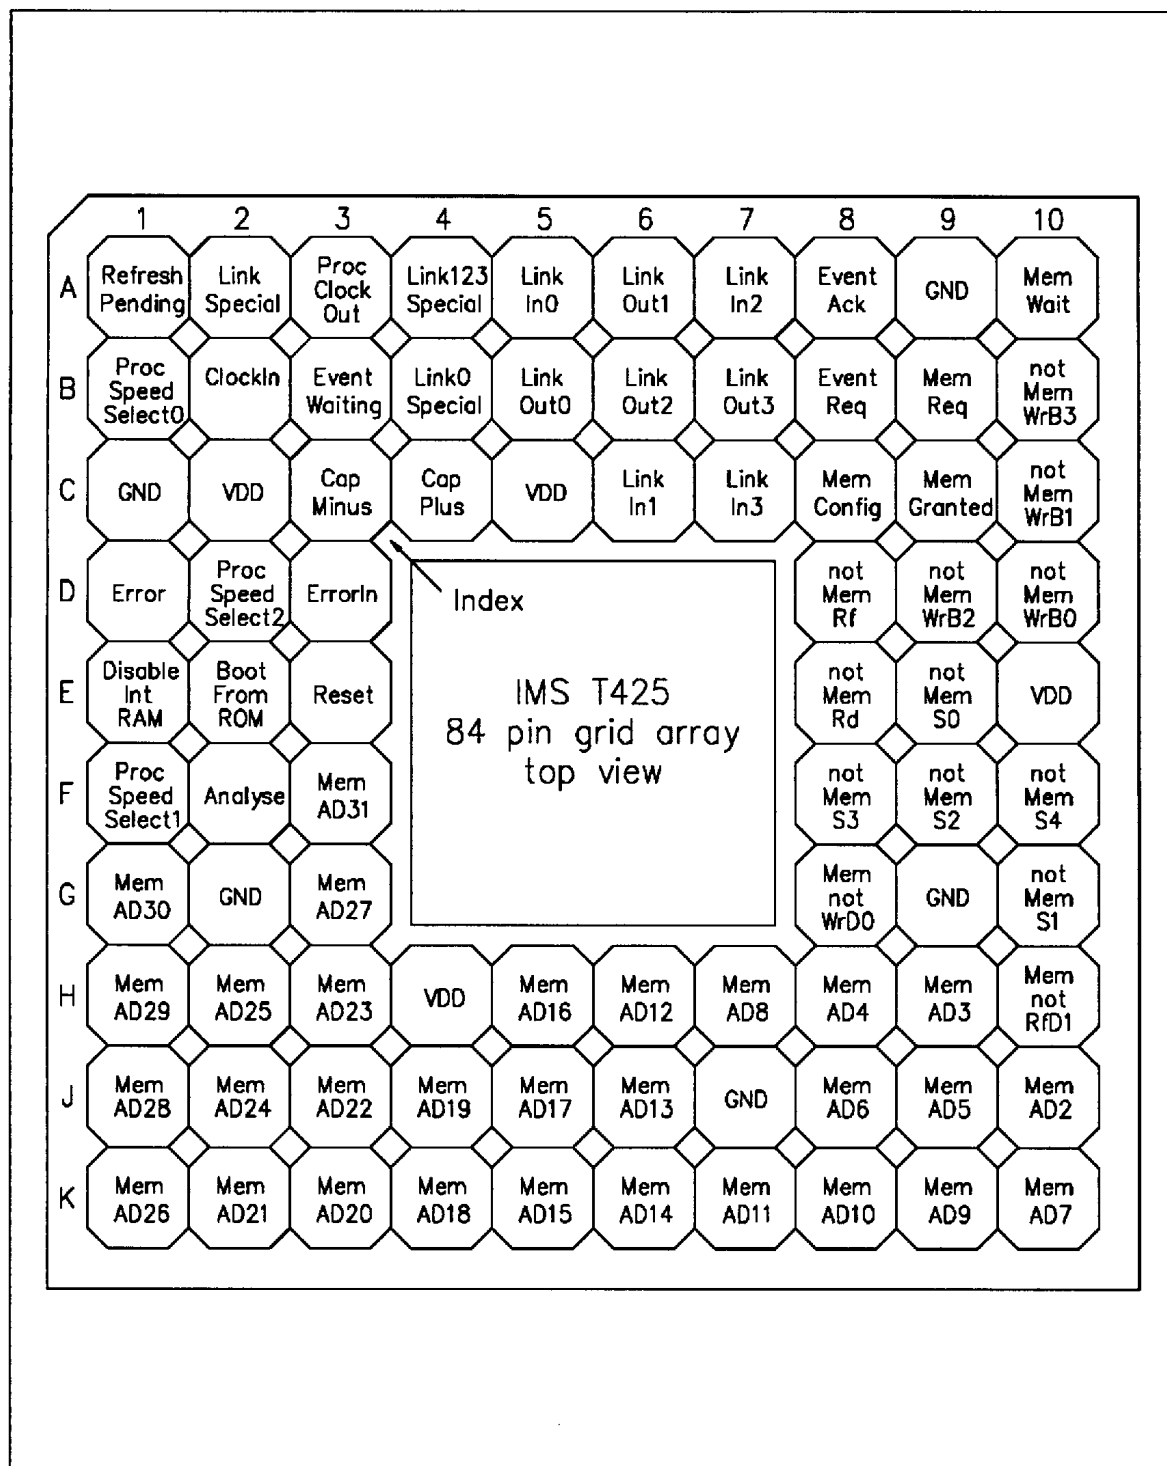 1 2 3 4 5 6 7 8 9 10
A
Refresh
Pending
Link
Special
Proc
Clock
Out
Link123
Special
Link
In0
Link
Out1
Link
In2
Event
Ack
GND
Mem
Wait
B
Proc
Speed
Select0
ClockIn
Event
Waiting
Link0
Special
Link
Out0
Link
Out2
Link
Out3
Event
Req
Mem
Req
not
Mem
WrB3
C
GND
VDD
Cap
Minus
Cap
Plus
VDD
Link
In1
Link
In3
Mem
Config
Mem
Granted
not
Mem
WrB1
D
Error
Proc
Speed
Select2
ErrorIn
Index
not
Mem
Rf
not
Mem
WrB2
not
Mem
WrB0
E
Disable
Int
RAM
Boot
From
ROM
Reset
IMS T425
84 pin grid array
top view
not
Mem
Rd
not
Mem
S0
VDD
F
Proc
Speed
Select1
Analyse
Mem
AD31
not
Mem
S3
not
Mem
S2
not
Mem
S4
G
Mem
AD30
GND
Mem
AD27
Mem
not
WrD0
GND
not
Mem
S1
H
Mem
AD29
Mem
AD25
Mem
AD23
VDD
Mem
AD16
Mem
AD12
Mem
AD8
Mem
AD4
Mem
AD3
Mem
not
RfD1
J
Mem
AD28
Mem
AD24
Mem
AD22
Mem
AD19
Mem
AD17
Mem
AD13
GND
Mem
AD6
Mem
AD5
Mem
AD2
K
Mem
AD26
Mem
AD21
Mem
AD20
Mem
AD18
Mem
AD15
Mem
AD14
Mem
AD11
Mem
AD10
Mem
AD9
Mem
AD7